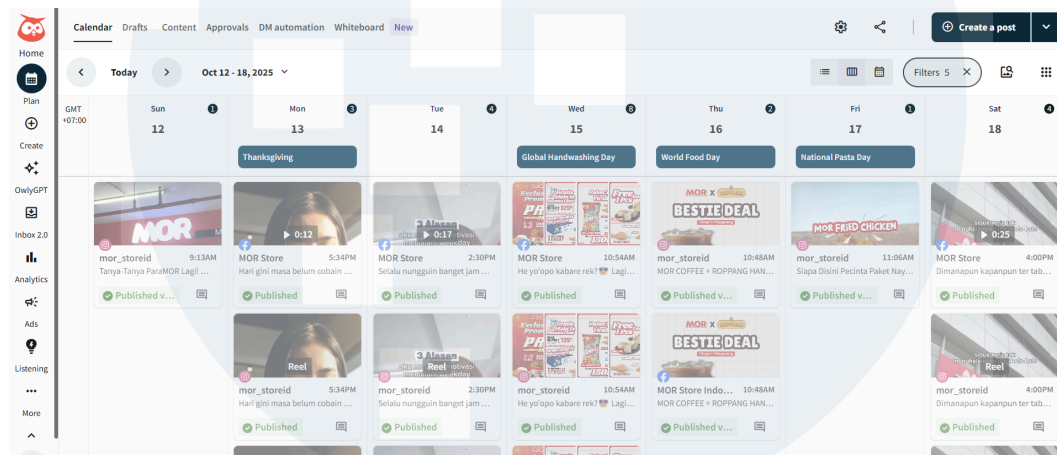 Calendar Drafts Content Approvals DM automation Whiteboard New
Create a post
Home
Today Oct 12 - 18, 2025
Filters 5
Plan
GMT +07:00
Sun 1
12
Mon 3
13
Tue 4
14
Wed 8
15
Thu 2
16
Fri 1
17
Sat 4
18
Thanksgiving
Global Handwashing Day
World Food Day
National Pasta Day
Create
OwlyGPT
Inbox 2.0
Analytics
Ads
Listening
More
MOR
mor_storeid 9:13AM
Tanya-Tanya ParaMOR Lagi! ...
Published v...
0:12
MOR Store 5:34PM
Hari gini masa belum cobain ...
Published
3 Alasan
0:17
MOR Store 2:30PM
Selalu nungguin banget jam ...
Published
MOR Store 10:54AM
He yo'opo kabare rek? Lagi...
Published
MOR X
BESTIE DEAL
mor_storeid 10:48AM
MOR COFFEE + ROPPANG HAN...
Published v...
MOR FRIED CHICKEN
mor_storeid 11:06AM
Siapa Disini Pecinta Paket Nay...
Published v...
0:25
MOR Store 4:00PM
Dimanapun kapanpun ter tab...
Published
Reel
mor_storeid 5:34PM
Hari gini masa belum cobain ...
Published
3 Alasan
Reel
mor_storeid 2:30PM
Selalu nungguin banget jam ...
Published
mor_storeid 10:54AM
He yo'opo kabare rek? Lagi...
Published
MOR X
BESTIE DEAL
MOR Store Indo... 10:48AM
MOR COFFEE + ROPPANG HAN...
Published v...
Reel
mor_storeid 4:00PM
Dimanapun kapanpun ter tab...
Published